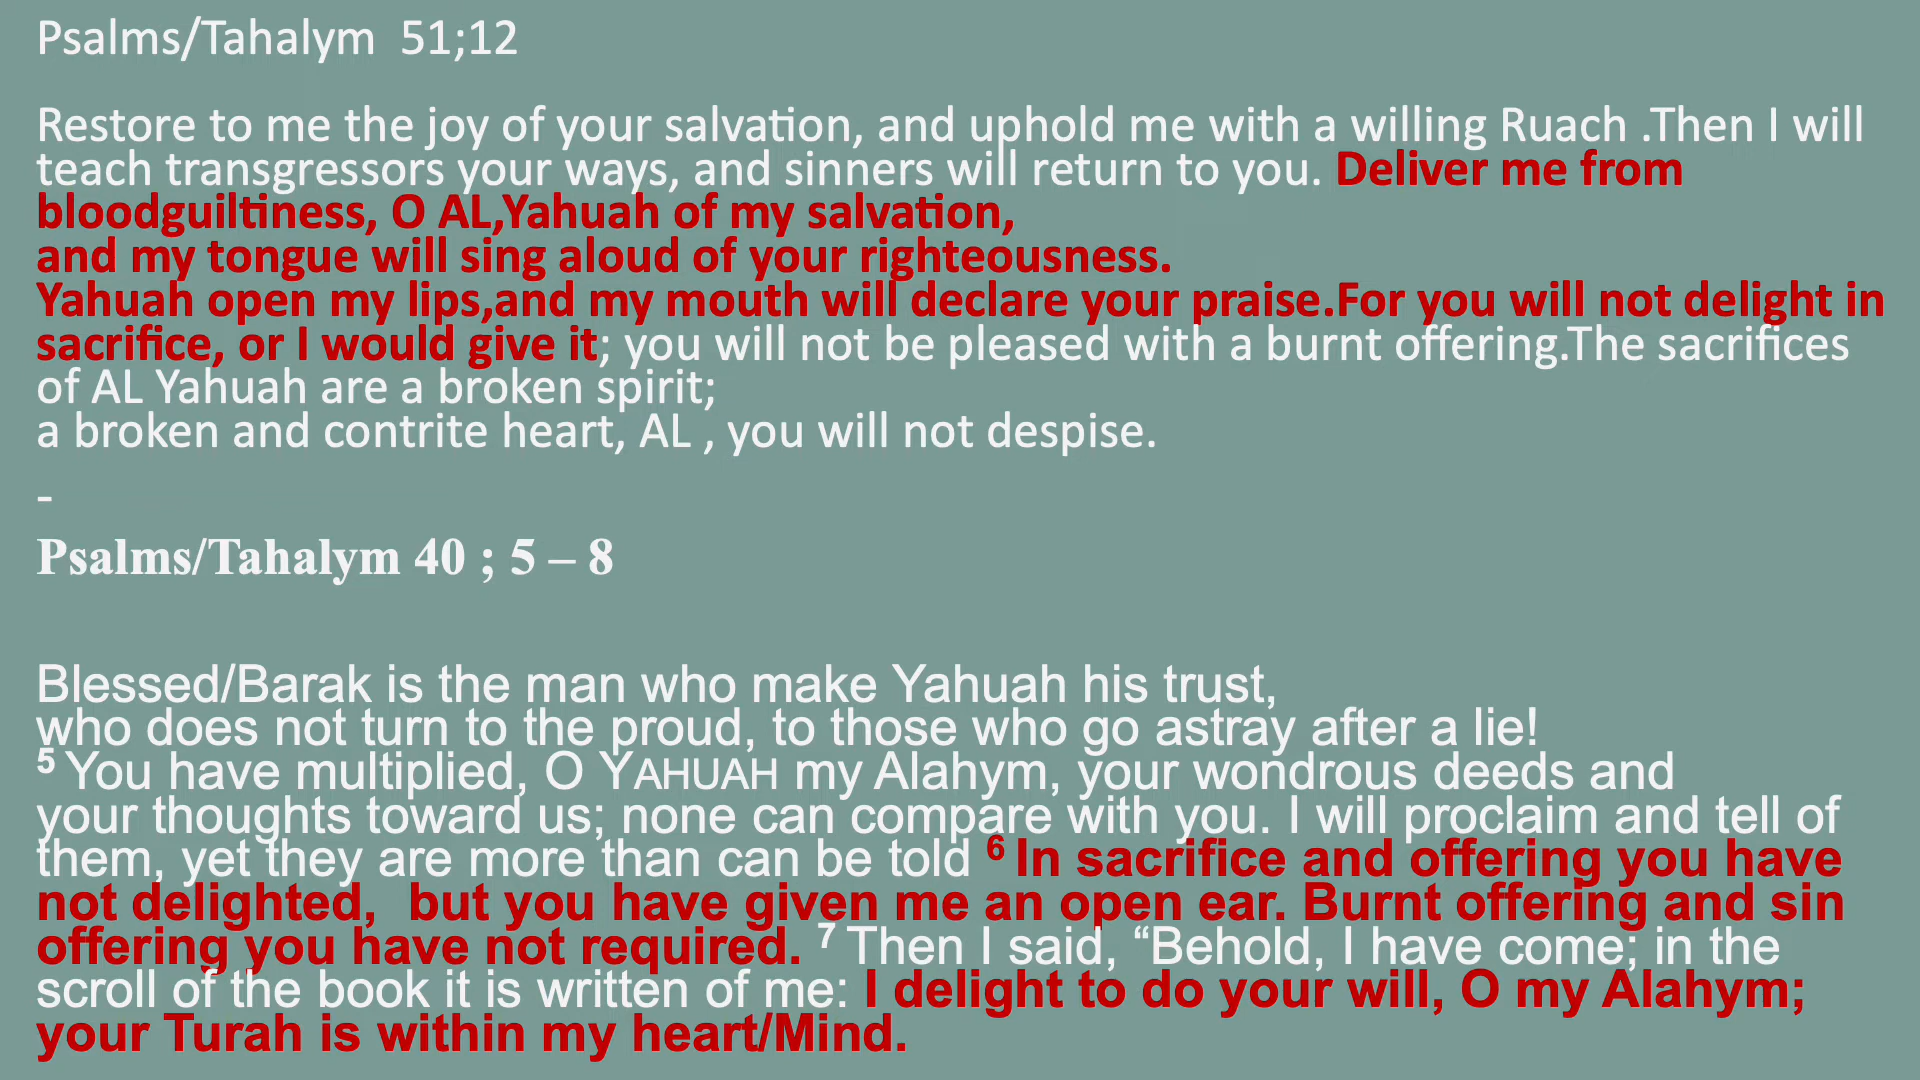 Psalms/Tahalym  51;12
Restore to me the joy of your salvation, and uphold me with a willing Ruach .Then I will
teach transgressors your ways, and sinners will return to you. Deliver me from
bloodguiltiness, O AL,Yahuah of my salvation,
and my tongue will sing aloud of your righteousness.
Yahuah open my lips,and my mouth will declare your praise.For you will not delight in
sacrifice, or I would give it; you will not be pleased with a burnt offering.The sacrifices
of AL Yahuah are a broken spirit;
a broken and contrite heart, AL , you will not despise.
-
Psalms/Tahalym 40 ; 5 – 8
Blessed/Barak is the man who make Yahuah his trust,
who does not turn to the proud, to those who go astray after a lie!
5 You have multiplied, O YAHUAH my Alahym, your wondrous deeds and
your thoughts toward us; none can compare with you. I will proclaim and tell of
them, yet they are more than can be told 6 In sacrifice and offering you have
not delighted,  but you have given me an open ear. Burnt offering and sin
offering you have not required. 7 Then I said, “Behold, I have come; in the
scroll of the book it is written of me: I delight to do your will, O my Alahym;
your Turah is within my heart/Mind.